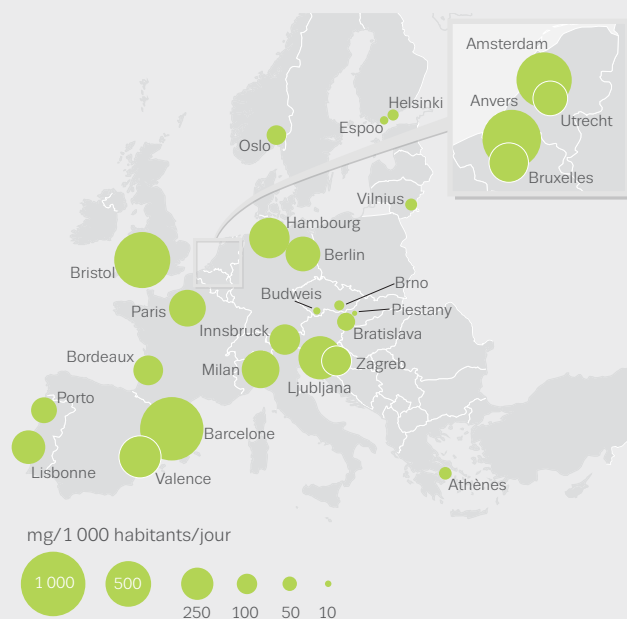 Amsterdam
Anvers
Utrecht
Bruxelles
Helsinki
Espoo
Oslo
Vilnius
Hambourg
Berlin
Bristol
Budweis
Brno
Paris
Piestany
Innsbruck
Bratislava
Bordeaux
Milan
Zagreb
Ljubljana
Porto
Barcelone
Lisbonne
Valence
Athènes
mg/1 000 habitants/jour
1 000
500
250
100
50
10